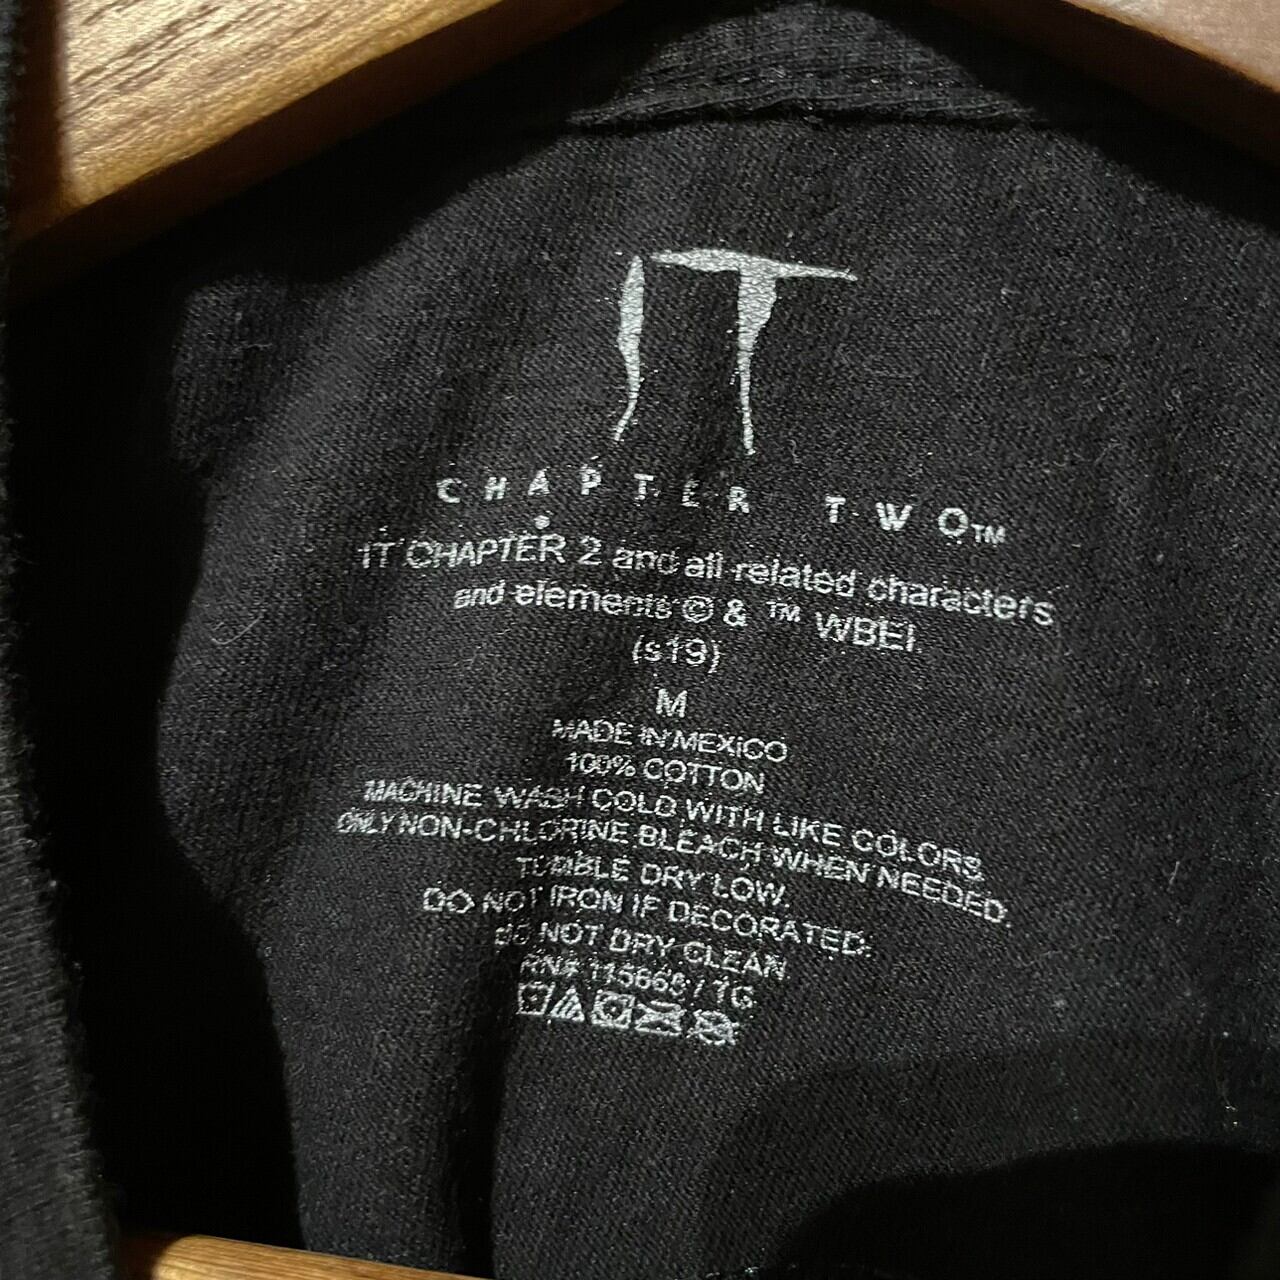 IT
CHAPTER TWO™
IT CHAPTER 2 and all related characters
and elements © & ™ WBEI.
(s19)
M
MADE IN MEXICO
100% COTTON
MACHINE WASH COLD WITH LIKE COLORS.
ONLY NON-CHLORINE BLEACH WHEN NEEDED.
TUMBLE DRY LOW.
DO NOT IRON IF DECORATED.
DO NOT DRY CLEAN
RN#